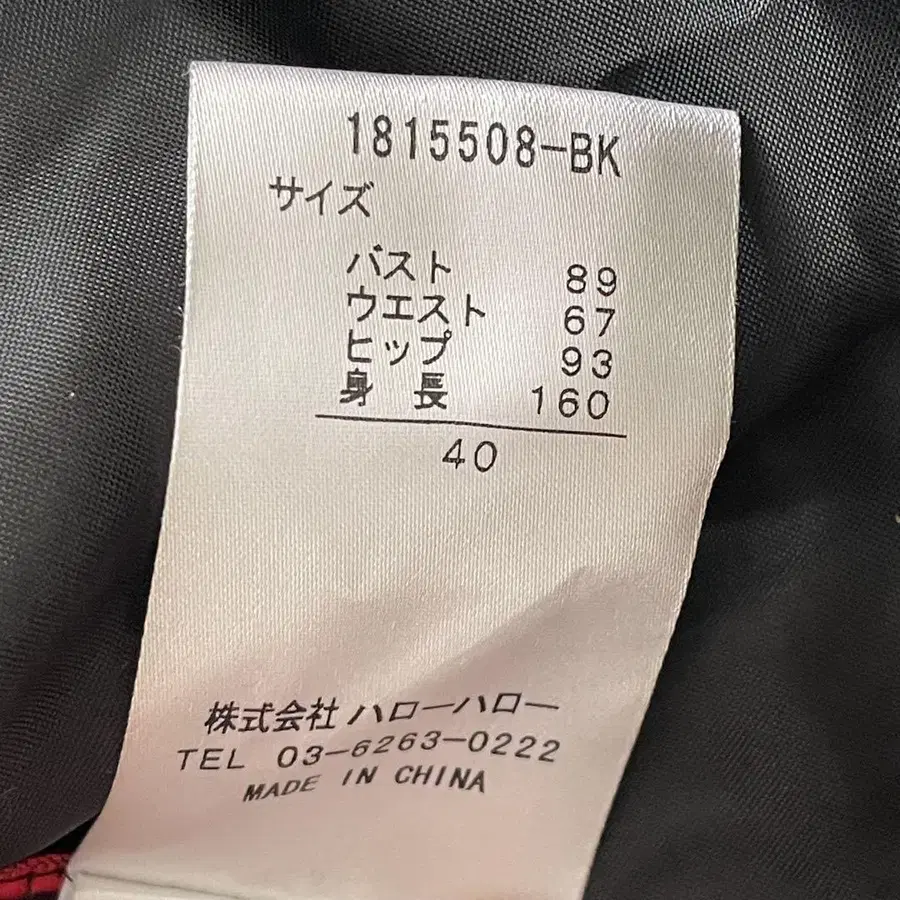 1815508-BK
サイズ
バスト 89
ウエスト 67
ヒップ 93
身長 160
40
株式会社 ハローハロー
TEL 03-6263-0222
MADE IN CHINA